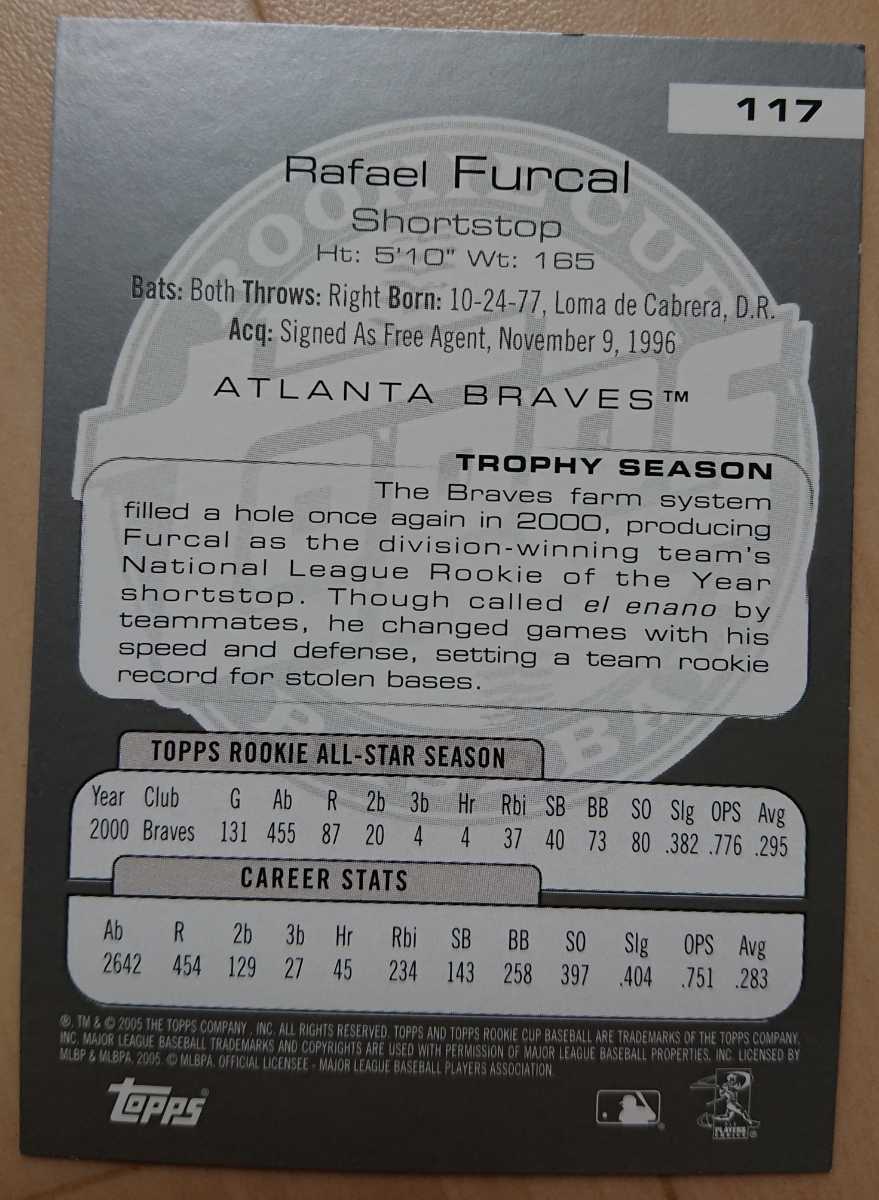 117
Rafael Furcal
Shortstop
Ht: 5'10" Wt: 165
Bats: Both Throws: Right Born: 10-24-77, Loma de Cabrera, D.R.
Acq: Signed As Free Agent, November 9, 1996
ATLANTA BRAVES™
TROPHY SEASON
The Braves farm system
filled a hole once again in 2000, producing
Furcal as the division-winning team's
National League Rookie of the Year
shortstop. Though called el enano by
teammates, he changed games with his
speed and defense, setting a team rookie
record for stolen bases.
TOPPS ROOKIE ALL-STAR SEASON
Year Club G Ab R 2b 3b Hr Rbi SB BB SO Slg OPS Avg
2000 Braves 131 455 87 20 4 4 37 40 73 80 .382 .776 .295
CAREER STATS
Ab R 2b 3b Hr Rbi SB BB SO Slg OPS Avg
2642 454 129 27 45 234 143 258 397 .404 .751 .283
®, TM & © 2005 THE TOPPS COMPANY, INC. ALL RIGHTS RESERVED. TOPPS AND TOPPS ROOKIE CUP BASEBALL ARE TRADEMARKS OF THE TOPPS COMPANY,
INC. MAJOR LEAGUE BASEBALL TRADEMARKS AND COPYRIGHTS ARE USED WITH PERMISSION OF MAJOR LEAGUE BASEBALL PROPERTIES, INC. LICENSED BY
MLBP & MLBPA, 2005. © MLBPA. OFFICIAL LICENSEE - MAJOR LEAGUE BASEBALL PLAYERS ASSOCIATION.
topps®
PLAYERS CHOICE